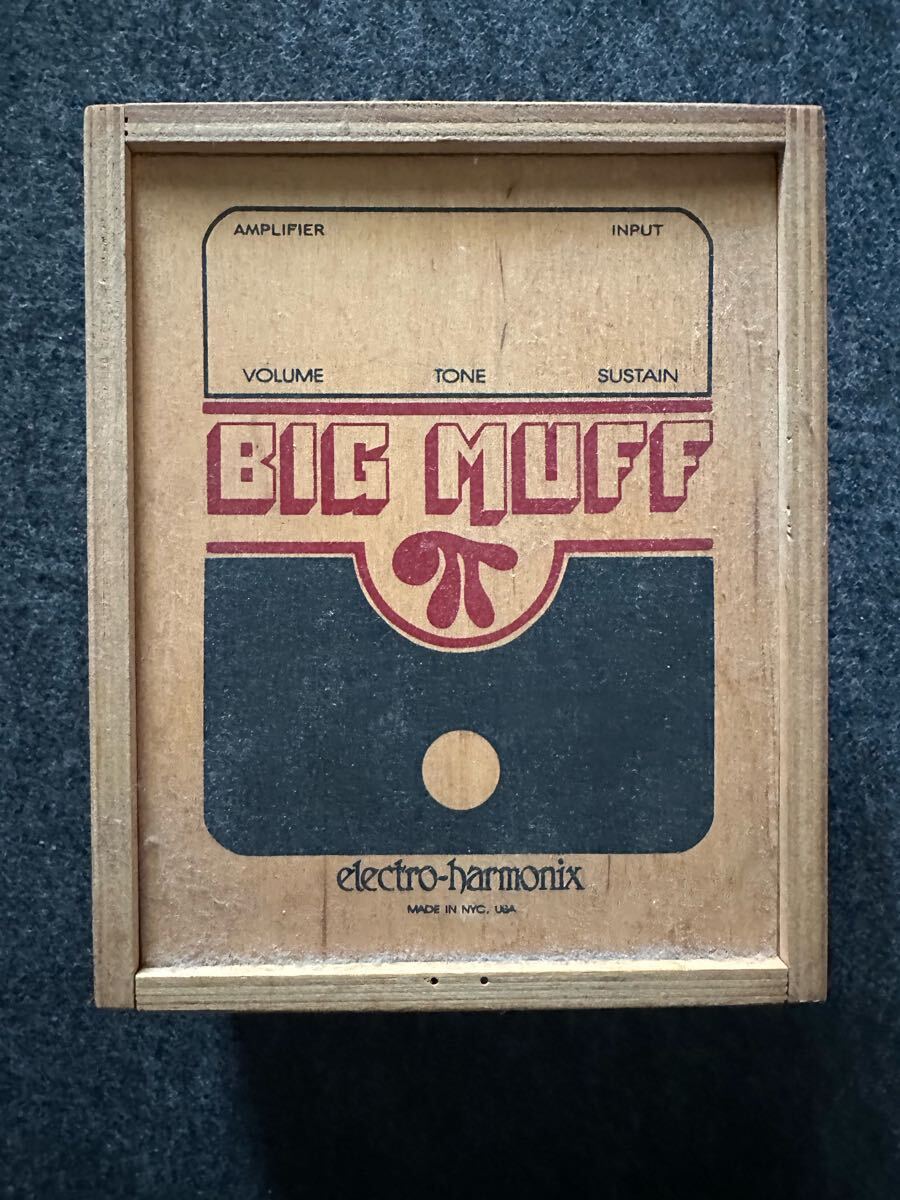 AMPLIFIER INPUT
VOLUME TONE SUSTAIN
BIG MUFF
π
electro-harmonix
MADE IN NYC, USA